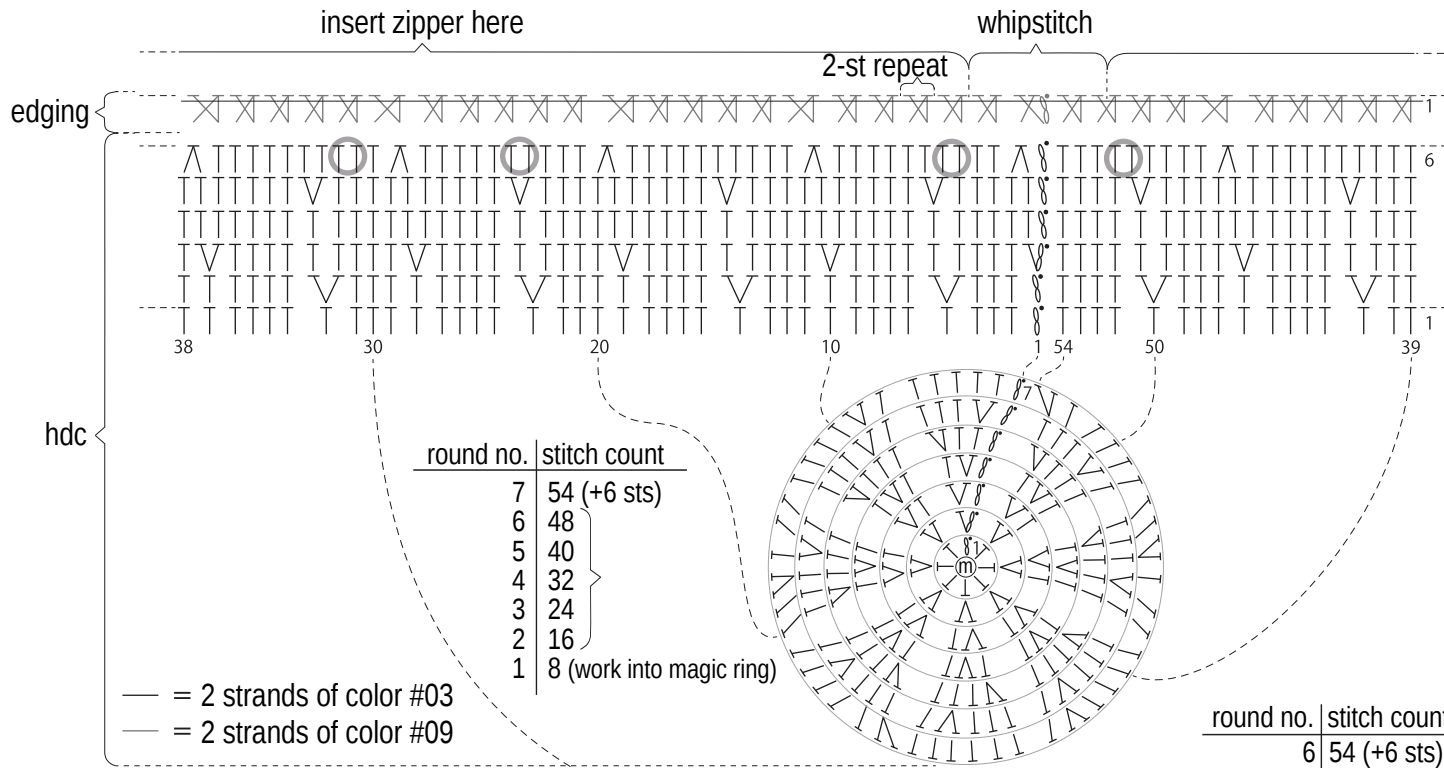 insert zipper here
whipstitch
2-st repeat
edging
1
6
1
38
30
20
10
1
54
50
39
7
hdc
round no. stitch count
7 54 (+6 sts)
6 48
5 40
4 32
3 24
2 16
1 8 (work into magic ring)
1
m
= 2 strands of color #03
= 2 strands of color #09
round no. stitch count
6 54 (+6 sts)